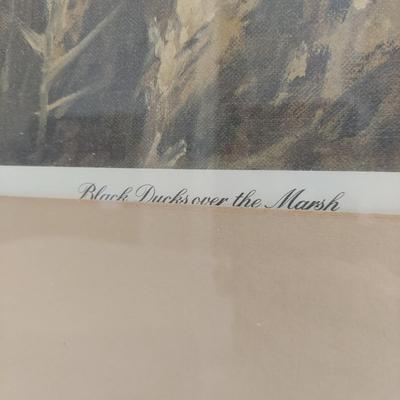 Black Ducks over the Marsh